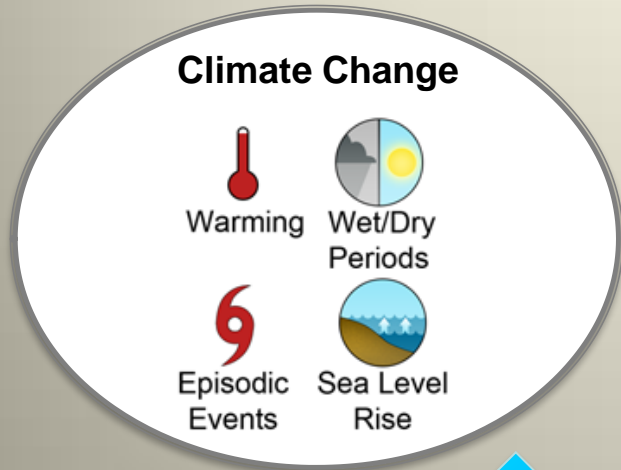 Climate Change
Warming
Wet/Dry
Periods
Episodic
Events
Sea Level
Rise